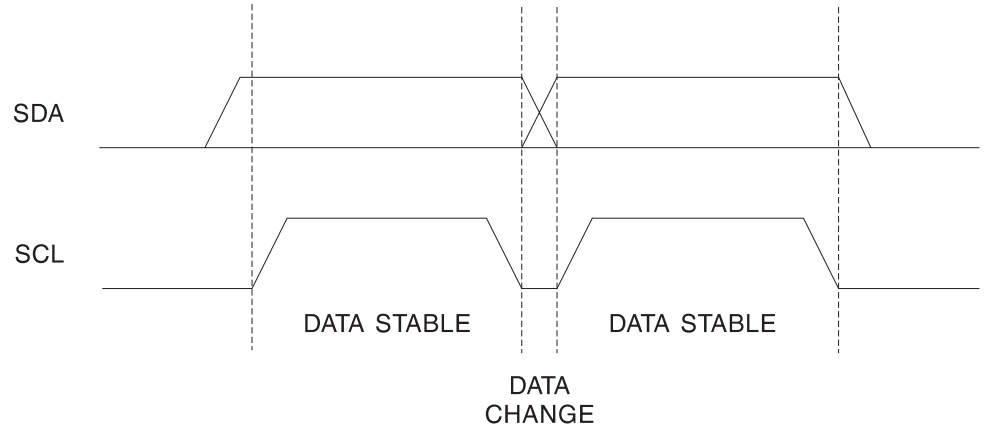 SDA
SCL
DATA STABLE
DATA STABLE
DATA
CHANGE